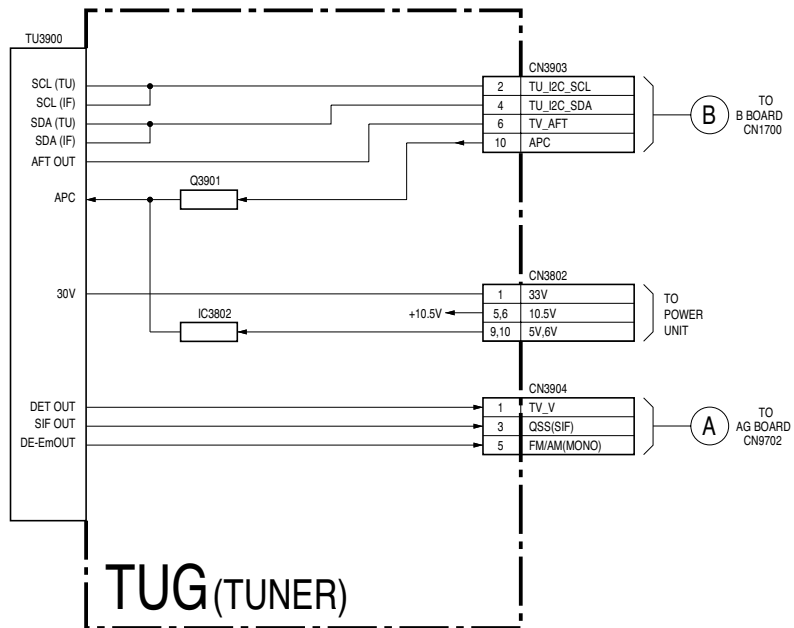 TU3900
SCL (TU)
SCL (IF)
SDA (TU)
SDA (IF)
AFT OUT
APC
30V
DET OUT
SIF OUT
DE-EmOUT
Q3901
IC3802
+10.5V
CN3903
2 TU_I2C_SCL
4 TU_I2C_SDA
6 TV_AFT
10 APC
B
TO
B BOARD
CN1700
CN3802
1 33V
5,6 10.5V
9,10 5V,6V
TO
POWER
UNIT
CN3904
1 TV_V
3 QSS(SIF)
5 FM/AM(MONO)
A
TO
AG BOARD
CN9702
TUG (TUNER)